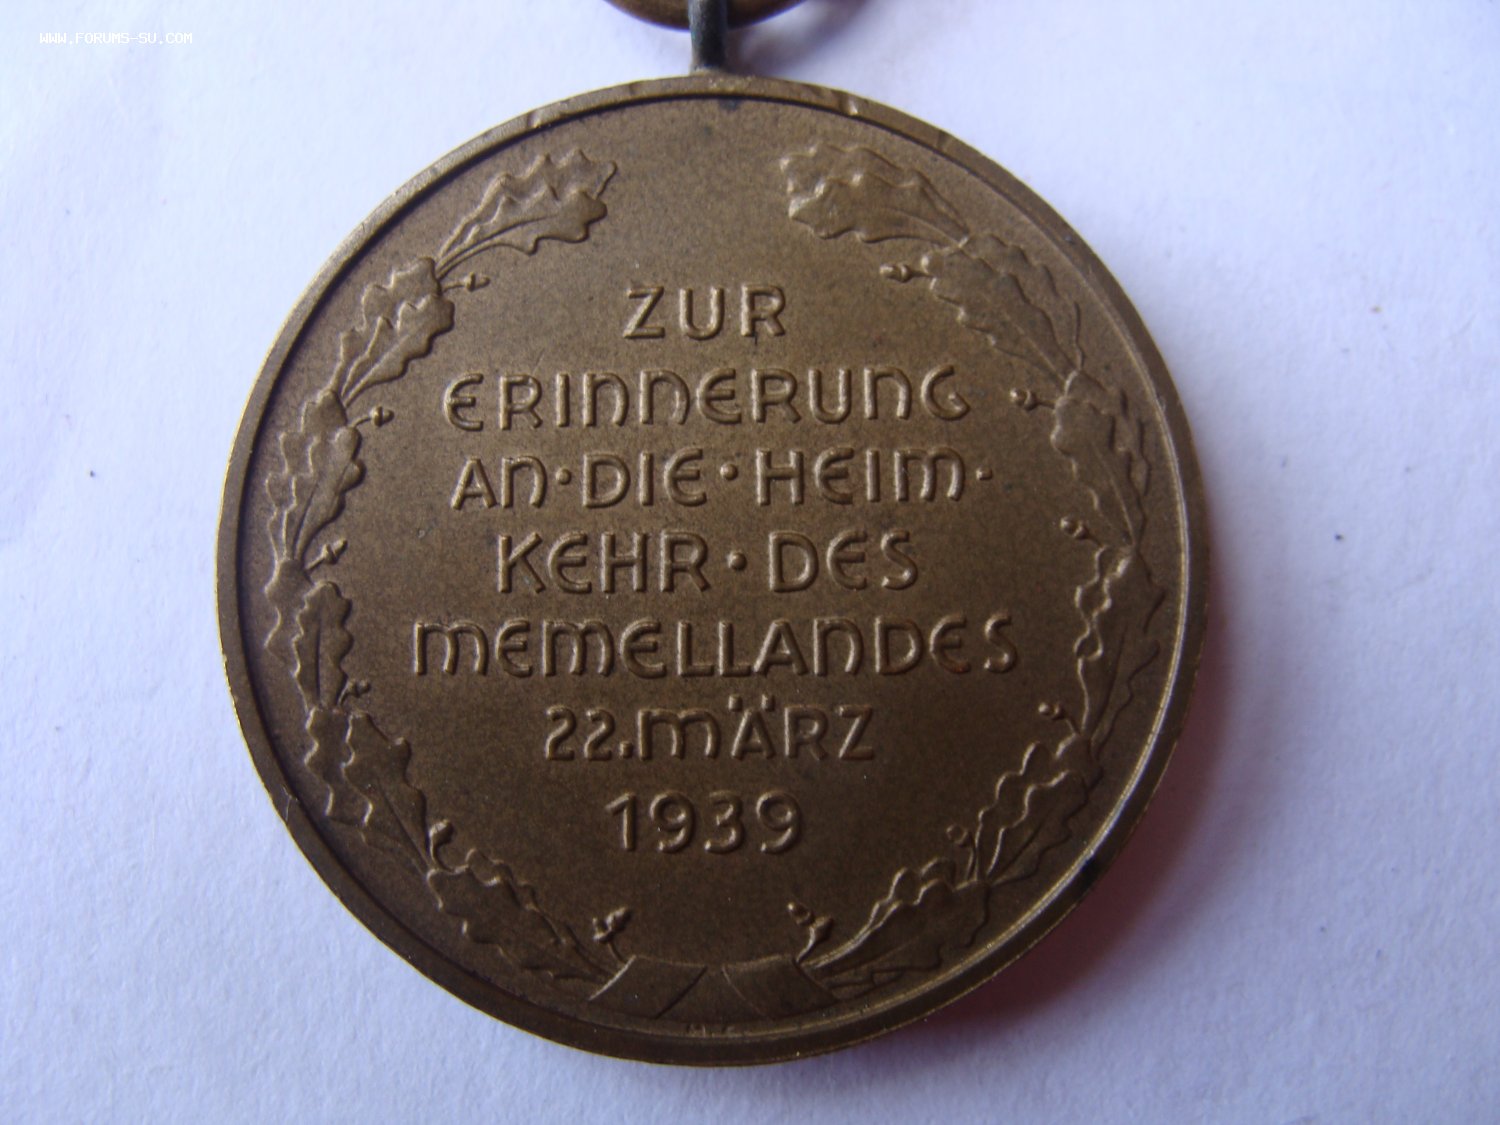 WWW.FORUMS-SU.COM
ZUR
ERINNERUNG
AN·DIE·HEIM·
KEHR·DES
MEMELLANDES
22.MÄRZ
1939